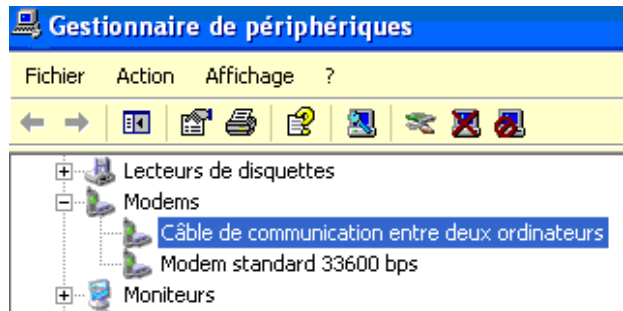 Gestionnaire de périphériques
Fichier Action Affichage ?
Lecteurs de disquettes
Modems
Câble de communication entre deux ordinateurs
Modem standard 33600 bps
Moniteurs